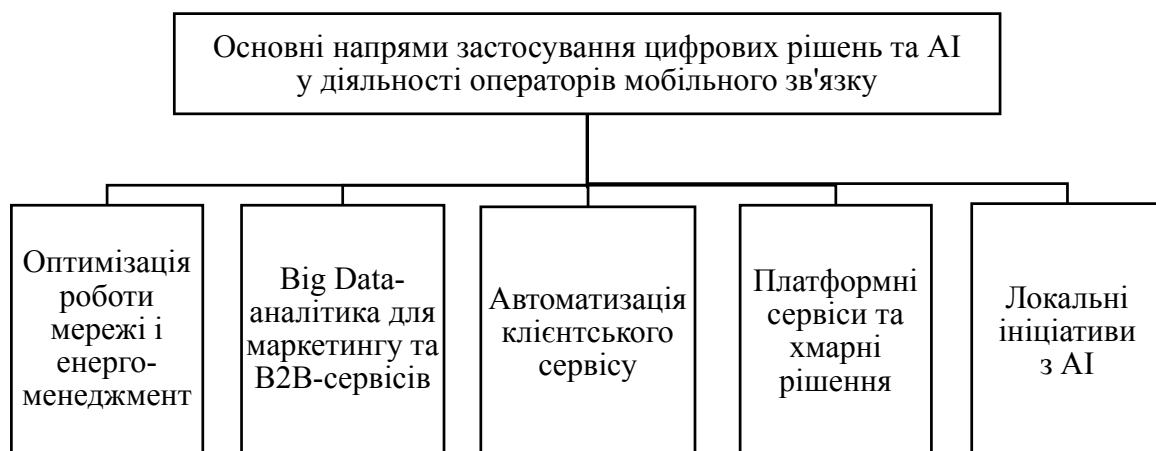 Основні напрями застосування цифрових рішень та AI
у діяльності операторів мобільного зв'язку
Оптимізація
роботи
мережі і
енерго-
менеджмент
Big Data-
аналітика для
маркетингу та
B2B-сервісів
Автоматизація
клієнтського
сервісу
Платформні
сервіси та
хмарні
рішення
Локальні
ініціативи
з AI